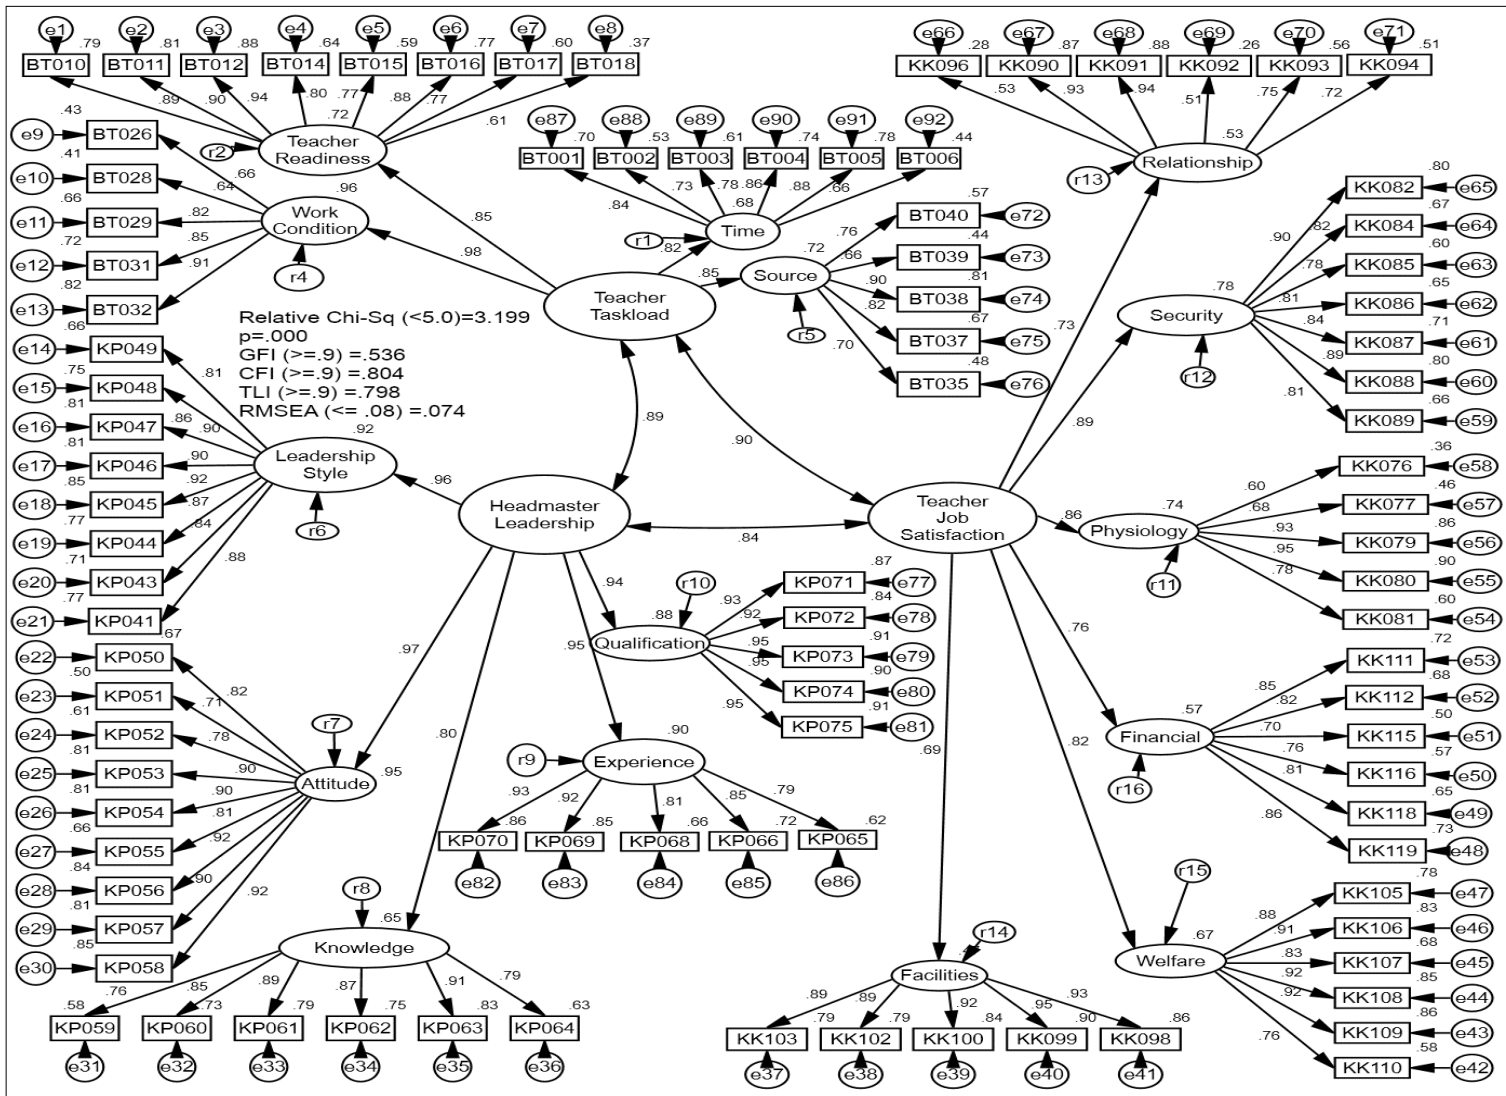 e1 e2 e3 e4 e5 e6 e7 e8
.79 .81 .88 .64 .59 .77 .60 .37
BT010 BT011 BT012 BT014 BT015 BT016 BT017 BT018
.89 .90 .94 .80 .77 .88 .77 .61
.72
Teacher
Readiness
r2
e66 e67 e68 e69 e70 e71
.28 .87 .88 .26 .56 .51
KK096 KK090 KK091 KK092 KK093 KK094
.53 .93 .94 .51 .75 .72
.53
Relationship
r13
e87 e88 e89 e90 e91 e92
.70 .53 .61 .74 .78 .44
BT001 BT002 BT003 BT004 BT005 BT006
.84 .73 .78 .86 .88 .66
.68
Time
r1
.43
e9 BT026 .66
.41
e10 BT028 .64
.66
e11 BT029 .82
.72
e12 BT031 .85
.82
e13 BT032 .91
.96
Work
Condition
r4
.85
.98
.82
.85
Teacher
Taskload
.72
Source
r5
.57
.76 BT040 e72
.44
.66 BT039 e73
.81
.90 BT038 e74
.67
.82 BT037 e75
.48
.70 BT035 e76
.80
.90 KK082 e65
.67
.82 KK084 e64
.60
.78 KK085 e63
.65
.81 KK086 e62
.71
.84 KK087 e61
.80
.89 KK088 e60
.66
.81 KK089 e59
.78
Security
r12
Relative Chi-Sq (<5.0)=3.199
p=.000
GFI (>=.9) =.536
CFI (>=.9) =.804
TLI (>=.9) =.798
RMSEA (<= .08) =.074
.66
e14 KP049 .81
.75
e15 KP048 .86
.81
e16 KP047 .90
.81
e17 KP046 .90
.85
e18 KP045 .92
.77
e19 KP044 .87
.71
e20 KP043 .84
.77
e21 KP041 .88
.92
Leadership
Style
r6
.96
Headmaster
Leadership
.89
.90
.84
Teacher
Job
Satisfaction
.73
.89
.86
.76
.82
.69
.36
.60 KK076 e58
.46
.68 KK077 e57
.86
.93 KK079 e56
.90
.95 KK080 e55
.60
.78 KK081 e54
.74
Physiology
r11
.94
.95
.80
.97
r10
.88
Qualification
.87
.93 KP071 e77
.84
.92 KP072 e78
.91
.95 KP073 e79
.90
.95 KP074 e80
.91
.95 KP075 e81
.67
e22 KP050 .82
.50
e23 KP051 .71
.61
e24 KP052 .78
.81
e25 KP053 .90
.81
e26 KP054 .90
.66
e27 KP055 .81
.84
e28 KP056 .92
.81
e29 KP057 .90
.85
e30 KP058 .92
r7
.95
Attitude
.90
Experience
r9
.93 .92 .81 .85 .79
.86 .85 .66 .72 .62
KP070 KP069 KP068 KP066 KP065
e82 e83 e84 e85 e86
.72
.85 KK111 e53
.68
.82 KK112 e52
.50
.70 KK115 e51
.57
.76 KK116 e50
.65
.81 KK118 e49
.73
.86 KK119 e48
.57
Financial
r16
r8
.65
Knowledge
.76 .85 .89 .87 .91 .79
.58 .73 .79 .75 .83 .63
KP059 KP060 KP061 KP062 KP063 KP064
e31 e32 e33 e34 e35 e36
r14
Facilities
.89 .89 .92 .95 .93
.79 .79 .84 .90 .86
KK103 KK102 KK100 KK099 KK098
e37 e38 e39 e40 e41
r15
.67
Welfare
.78
.88 KK105 e47
.83
.91 KK106 e46
.68
.83 KK107 e45
.85
.92 KK108 e44
.86
.92 KK109 e43
.58
.76 KK110 e42